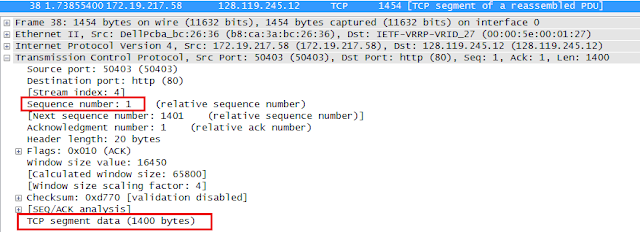 38 1.73855400 172.19.217.58 128.119.245.12 TCP 1454 [TCP segment of a reassembled PDU]
Frame 38: 1454 bytes on wire (11632 bits), 1454 bytes captured (11632 bits) on interface 0
Ethernet II, Src: DellPcba_bc:26:36 (b8:ca:3a:bc:26:36), Dst: IETF-VRRP-VRID_27 (00:00:5e:00:01:27)
Internet Protocol Version 4, Src: 172.19.217.58 (172.19.217.58), Dst: 128.119.245.12 (128.119.245.12)
Transmission Control Protocol, Src Port: 50403 (50403), Dst Port: http (80), Seq: 1, Ack: 1, Len: 1400
Source port: 50403 (50403)
Destination port: http (80)
[Stream index: 4]
Sequence number: 1 (relative sequence number)
[Next sequence number: 1401 (relative sequence number)]
Acknowledgment number: 1 (relative ack number)
Header length: 20 bytes
Flags: 0x010 (ACK)
Window size value: 16450
[Calculated window size: 65800]
[Window size scaling factor: 4]
Checksum: 0xd770 [validation disabled]
[SEQ/ACK analysis]
TCP segment data (1400 bytes)